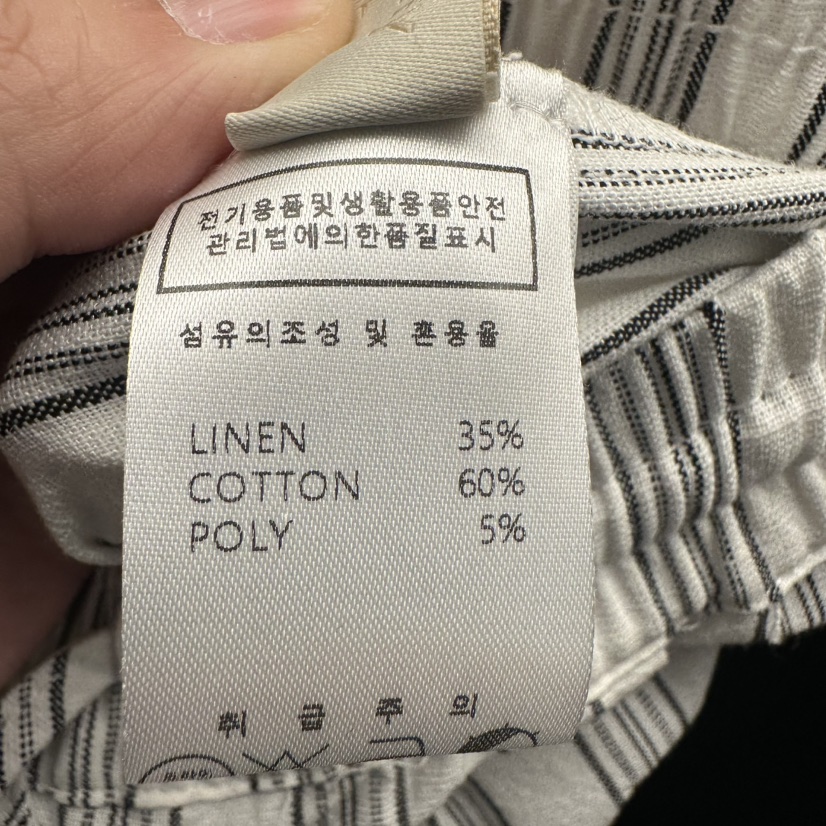 전기용품및생활용품안전
관리법에의한품질표시
섬유의조성 및 혼용율
LINEN 35%
COTTON 60%
POLY 5%
취급주의